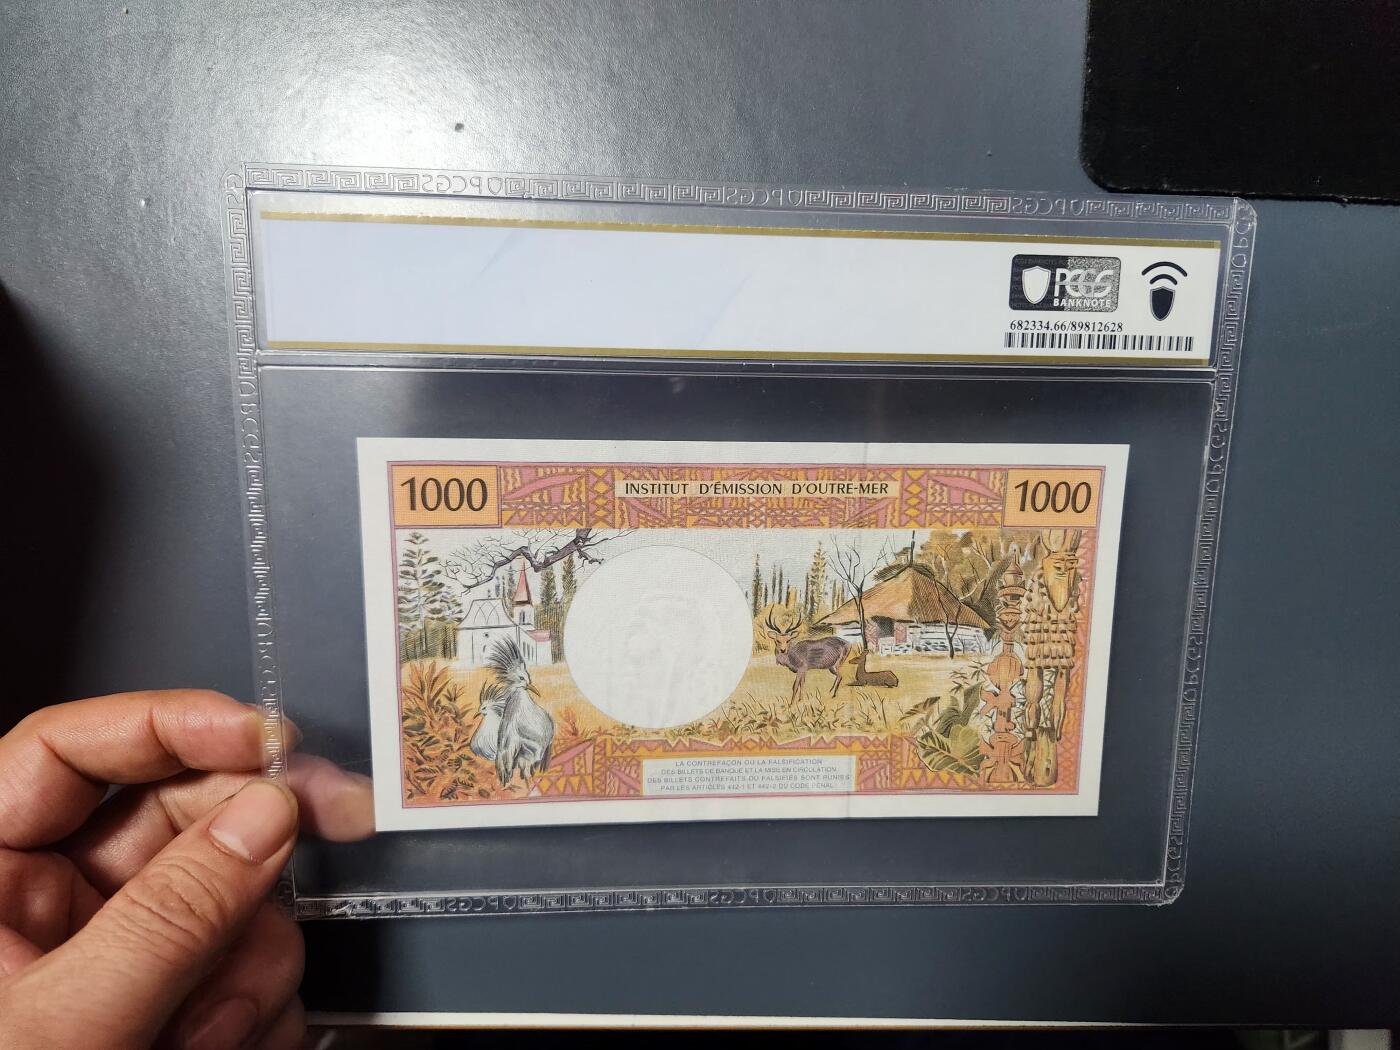 PCGS
BANKNOTE
682334.66/89812628
1000
INSTITUT D'ÉMISSION D'OUTRE-MER
1000
LA CONTREFAÇON OU LA FALSIFICATION
DES BILLETS DE BANQUE ET LA MISE EN CIRCULATION
DES BILLETS CONTREFAITS OU FALSIFIÉS SONT PUNIES
PAR LES ARTICLES 442-1 ET 442-2 DU CODE PÉNAL.